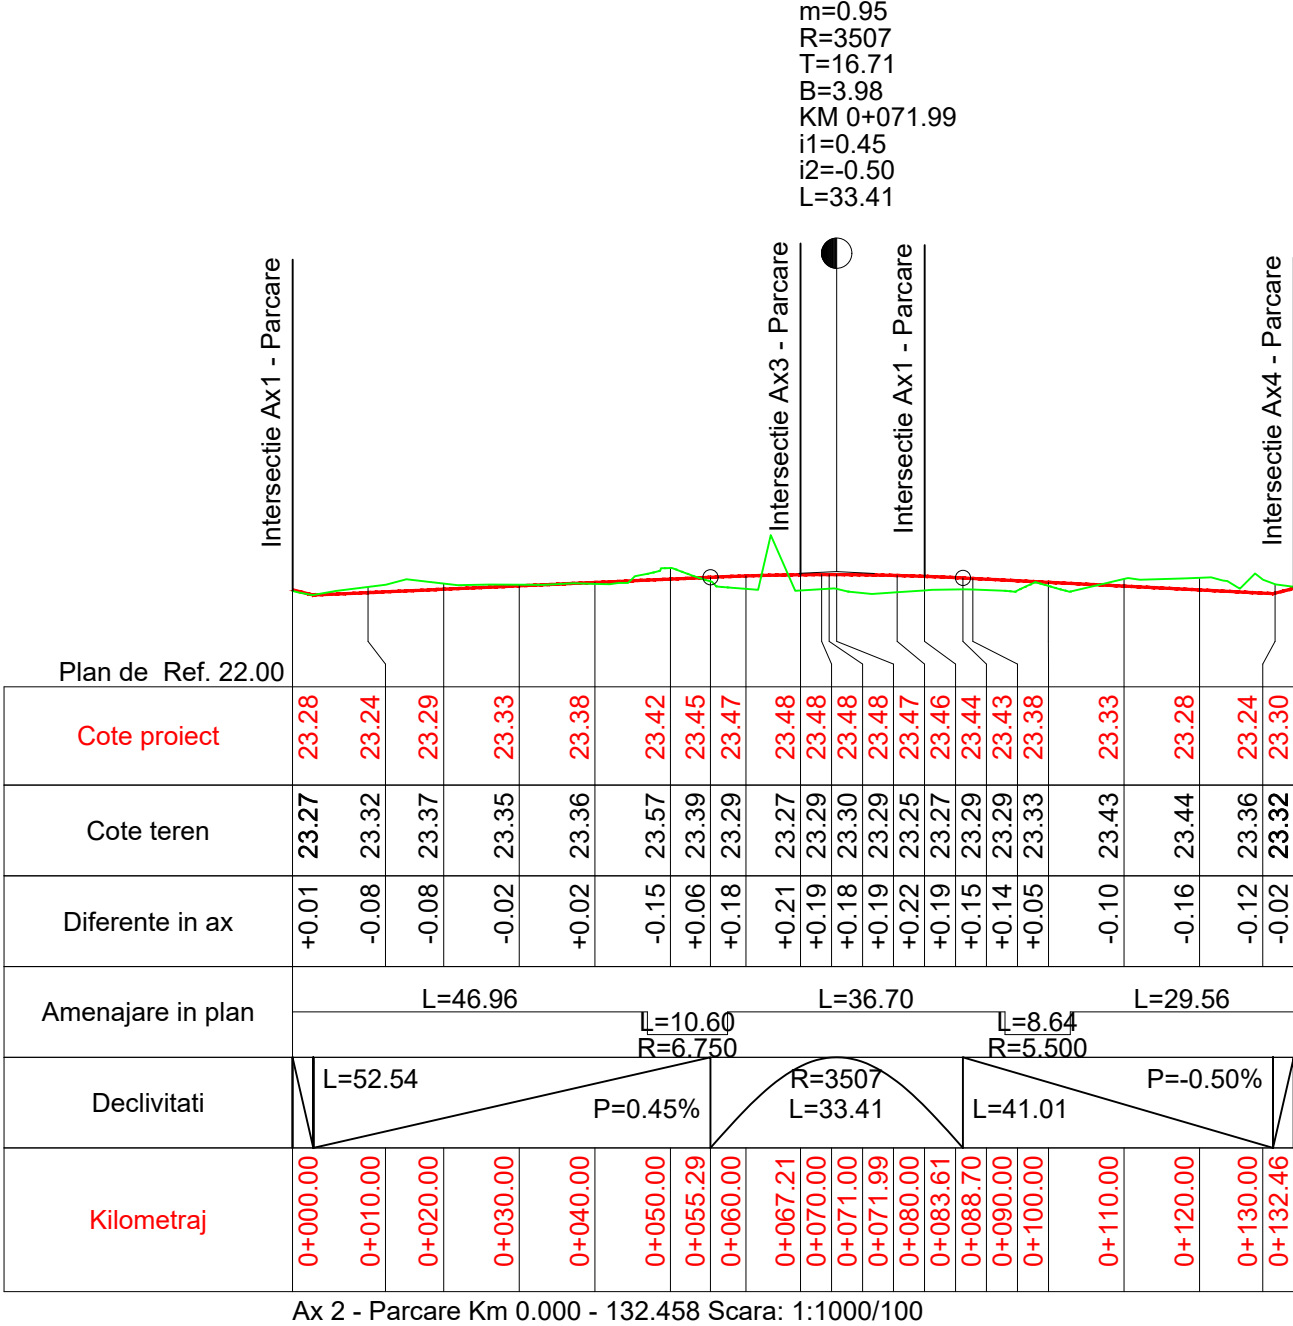 m=0.95
R=3507
T=16.71
B=3.98
KM 0+071.99
i1=0.45
i2=-0.50
L=33.41
Intersectie Ax1 - Parcare
Intersectie Ax3 - Parcare
Intersectie Ax1 - Parcare
Intersectie Ax4 - Parcare
Plan de Ref. 22.00
Cote proiect
23.28
23.24
23.29
23.33
23.38
23.42
23.45
23.47
23.48
23.48
23.48
23.48
23.47
23.46
23.44
23.43
23.38
23.33
23.28
23.24
23.30
Cote teren
23.27
23.32
23.37
23.35
23.36
23.57
23.39
23.29
23.27
23.29
23.30
23.29
23.25
23.27
23.29
23.29
23.33
23.43
23.44
23.36
23.32
Diferente in ax
+0.01
-0.08
-0.08
-0.02
+0.02
-0.15
+0.06
+0.18
+0.21
+0.19
+0.18
+0.19
+0.22
+0.19
+0.15
+0.14
+0.05
-0.10
-0.16
-0.12
-0.02
Amenajare in plan
L=46.96
L=10.60
R=6.750
L=36.70
L=8.64
R=5.500
L=29.56
Declivitati
L=52.54
P=0.45%
R=3507
L=33.41
L=41.01
P=-0.50%
Kilometraj
0+000.00
0+010.00
0+020.00
0+030.00
0+040.00
0+050.00
0+055.29
0+060.00
0+067.21
0+070.00
0+071.00
0+071.99
0+080.00
0+083.61
0+088.70
0+090.00
0+100.00
0+110.00
0+120.00
0+130.00
0+132.46
Ax 2 - Parcare Km 0.000 - 132.458 Scara: 1:1000/100